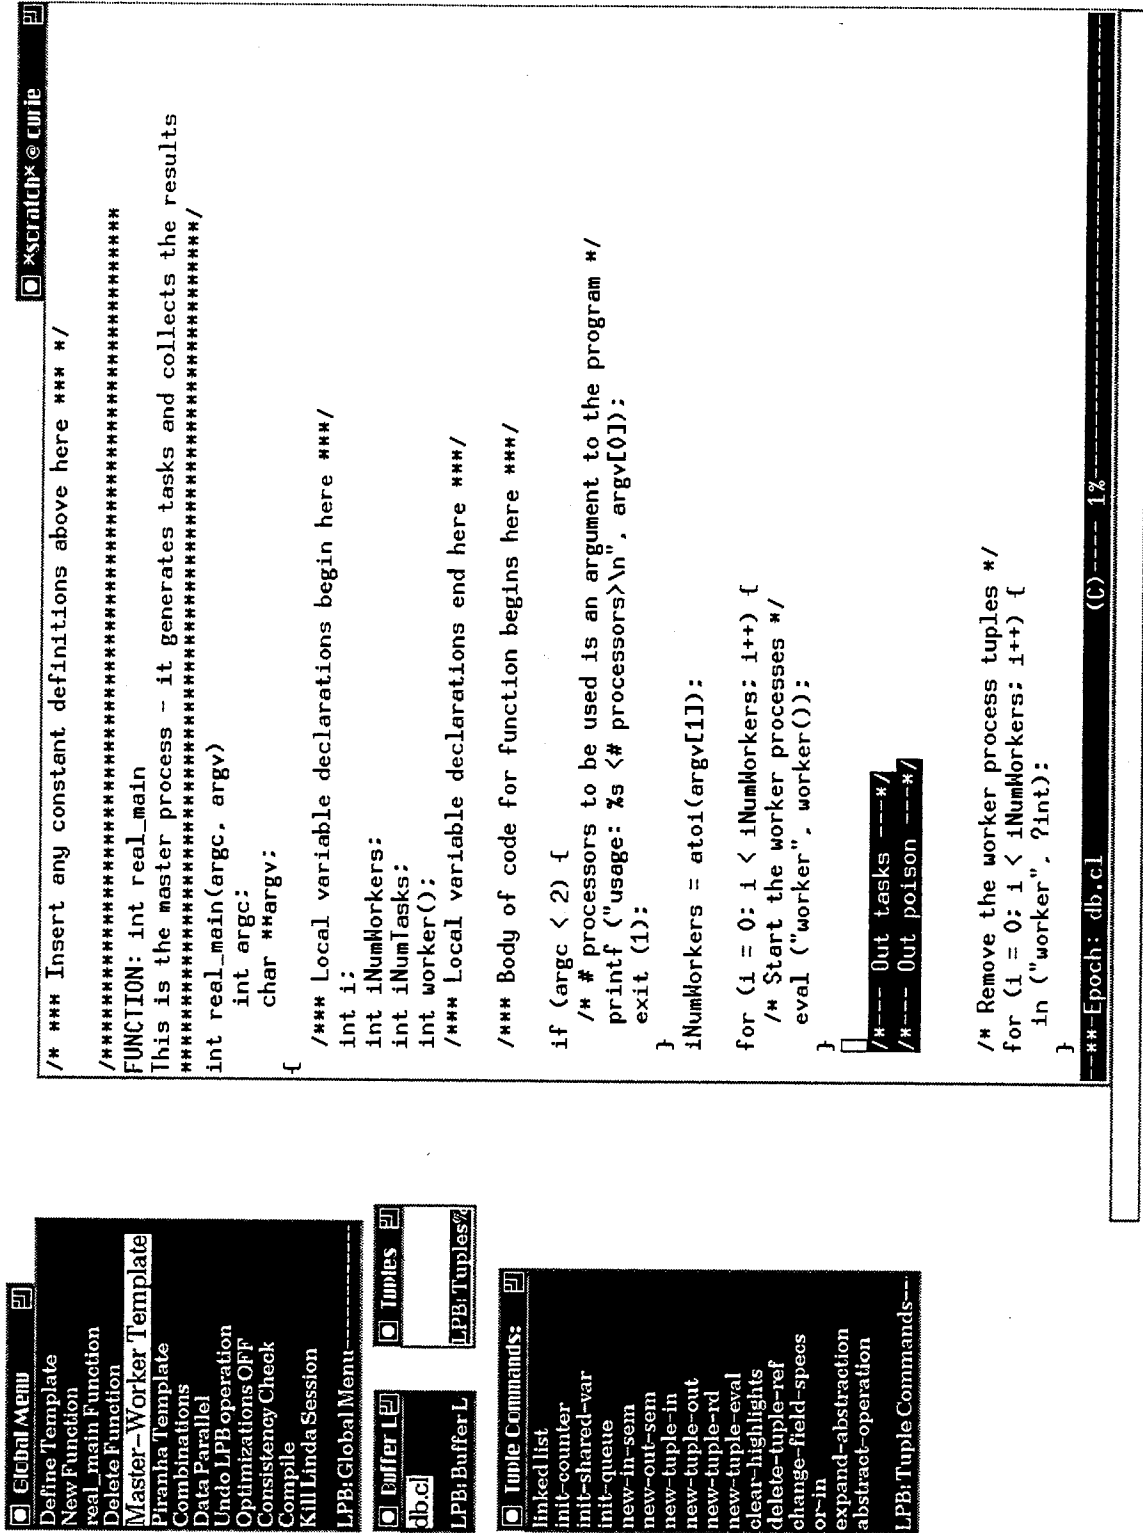 Global Menu
Define Template
New Function
real_main Function
Delete Function
Master-Worker Template
Piranha Template
Combinations
Data Parallel
Undo LPB operation
Optimizations OFF
Consistency Check
Compile
Kill Linda Session
LPB: Global Menu-----------
Buffer L
db.cl
LPB: Buffer L
Tuples
LPB: Tuples%
Tuple Commands:
linked list
init-counter
init-shared-var
init-queue
new-in-sem
new-out-sem
new-tuple-in
new-tuple-out
new-tuple-rd
new-tuple-eval
clear-highlights
delete-tuple-ref
change-field-specs
or-in
expand-abstraction
abstract-operation
LPB: Tuple Commands---
*scratch* @ curie
/* *** Insert any constant definitions above here *** */
/**************************************************************
FUNCTION: int real_main
This is the master process - it generates tasks and collects the results
**************************************************************/
int real_main(argc, argv)
int argc;
char **argv;
{
/*** Local variable declarations begin here ***/
int i;
int iNumWorkers;
int iNumTasks;
int worker();
/*** Local variable declarations end here ***/
/*** Body of code for function begins here ***/
if (argc < 2) {
/* # processors to be used is an argument to the program */
printf ("usage: %s <# processors>\n", argv[0]);
exit (1);
}
iNumWorkers = atoi(argv[1]);
for (i = 0; i < iNumWorkers; i++) {
/* Start the worker processes */
eval ("worker", worker());
}
/*---- Out tasks ----*/
/*---- Out poison ---*/
/* Remove the worker process tuples */
for (i = 0; i < iNumWorkers; i++) {
in ("worker", ?int);
}
--**-Epoch: db.cl (C)---- 1%----------------------------------------